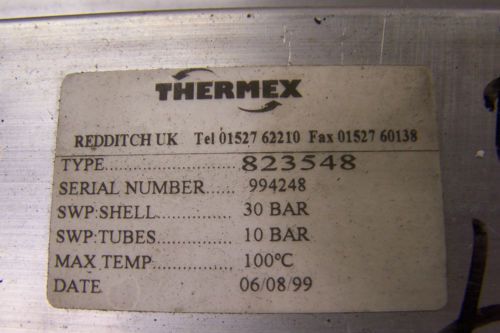 THERMEX
REDDITCH UK Tel 01527 62210 Fax 01527 60138
TYPE.................... 823548
SERIAL NUMBER....... 994248
SWP:SHELL................ 30 BAR
SWP:TUBES................ 10 BAR
MAX.TEMP................. 100°C
DATE 06/08/99